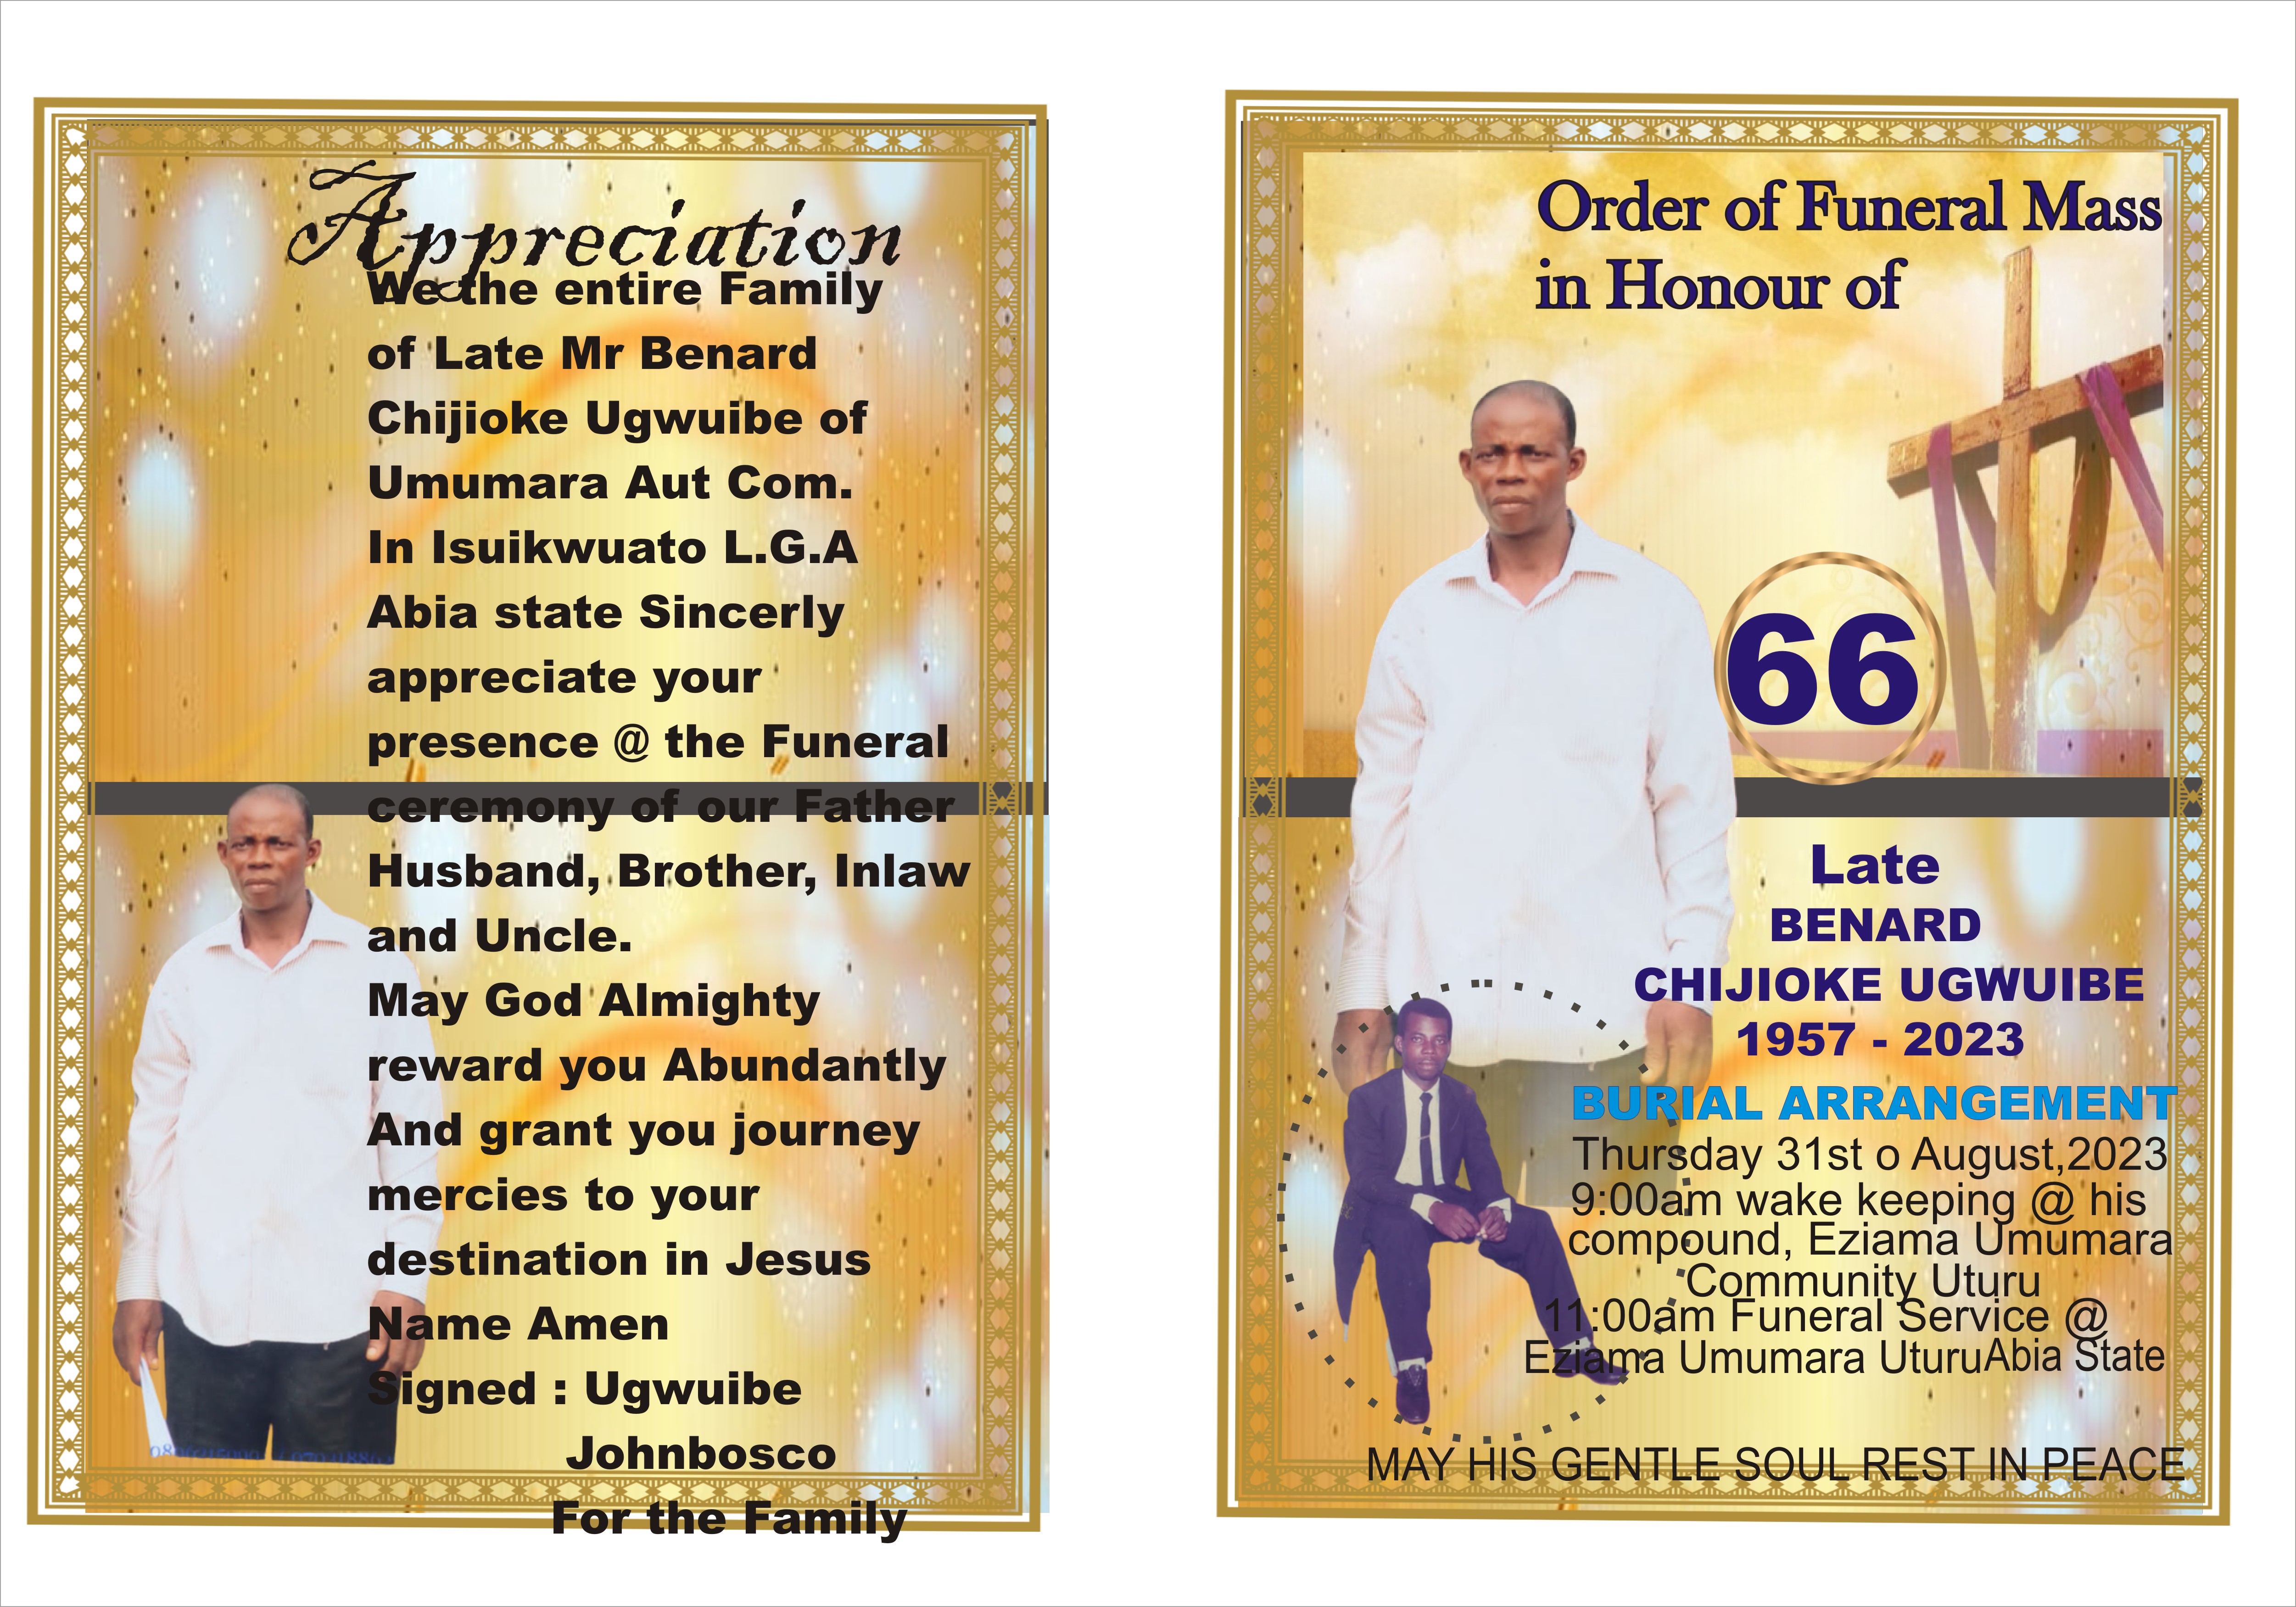 Appreciation
We the entire Family
of Late Mr Benard
Chijioke Ugwuibe of
Umumara Aut Com.
In Isuikwuato L.G.A
Abia state Sincerly
appreciate your
presence @ the Funeral
ceremony of our Father
Husband, Brother, Inlaw
and Uncle.
May God Almighty
reward you Abundantly
And grant you journey
mercies to your
destination in Jesus
Name Amen
Signed : Ugwuibe
Johnbosco
For the Family
Order of Funeral Mass
in Honour of
66
Late
BENARD
CHIJIOKE UGWUIBE
1957 - 2023
BURIAL ARRANGEMENT
Thursday 31st o August,2023
9:00am wake keeping @ his
compound, Eziama Umumara
Community Uturu
11:00am Funeral Service @
Eziama Umumara Uturu Abia State
MAY HIS GENTLE SOUL REST IN PEACE